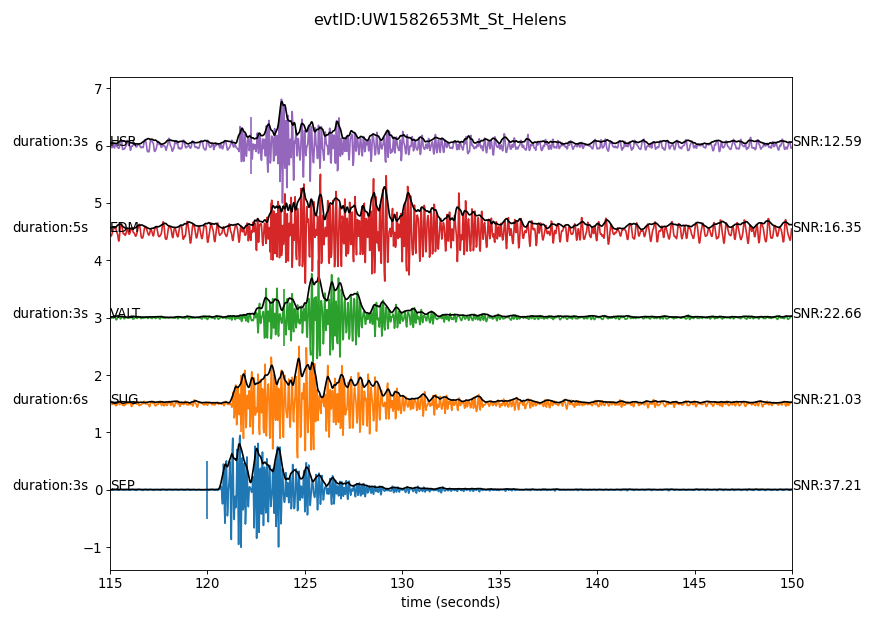 evtID:UW1582653Mt_St_Helens
7
duration:3s HSR SNR:12.59
6
5
duration:5s EDM SNR:16.35
4
duration:3s VALT SNR:22.66
3
2
duration:6s SUG SNR:21.03
1
duration:3s SEP SNR:37.21
0
−1
115 120 125 130 135 140 145 150
time (seconds)